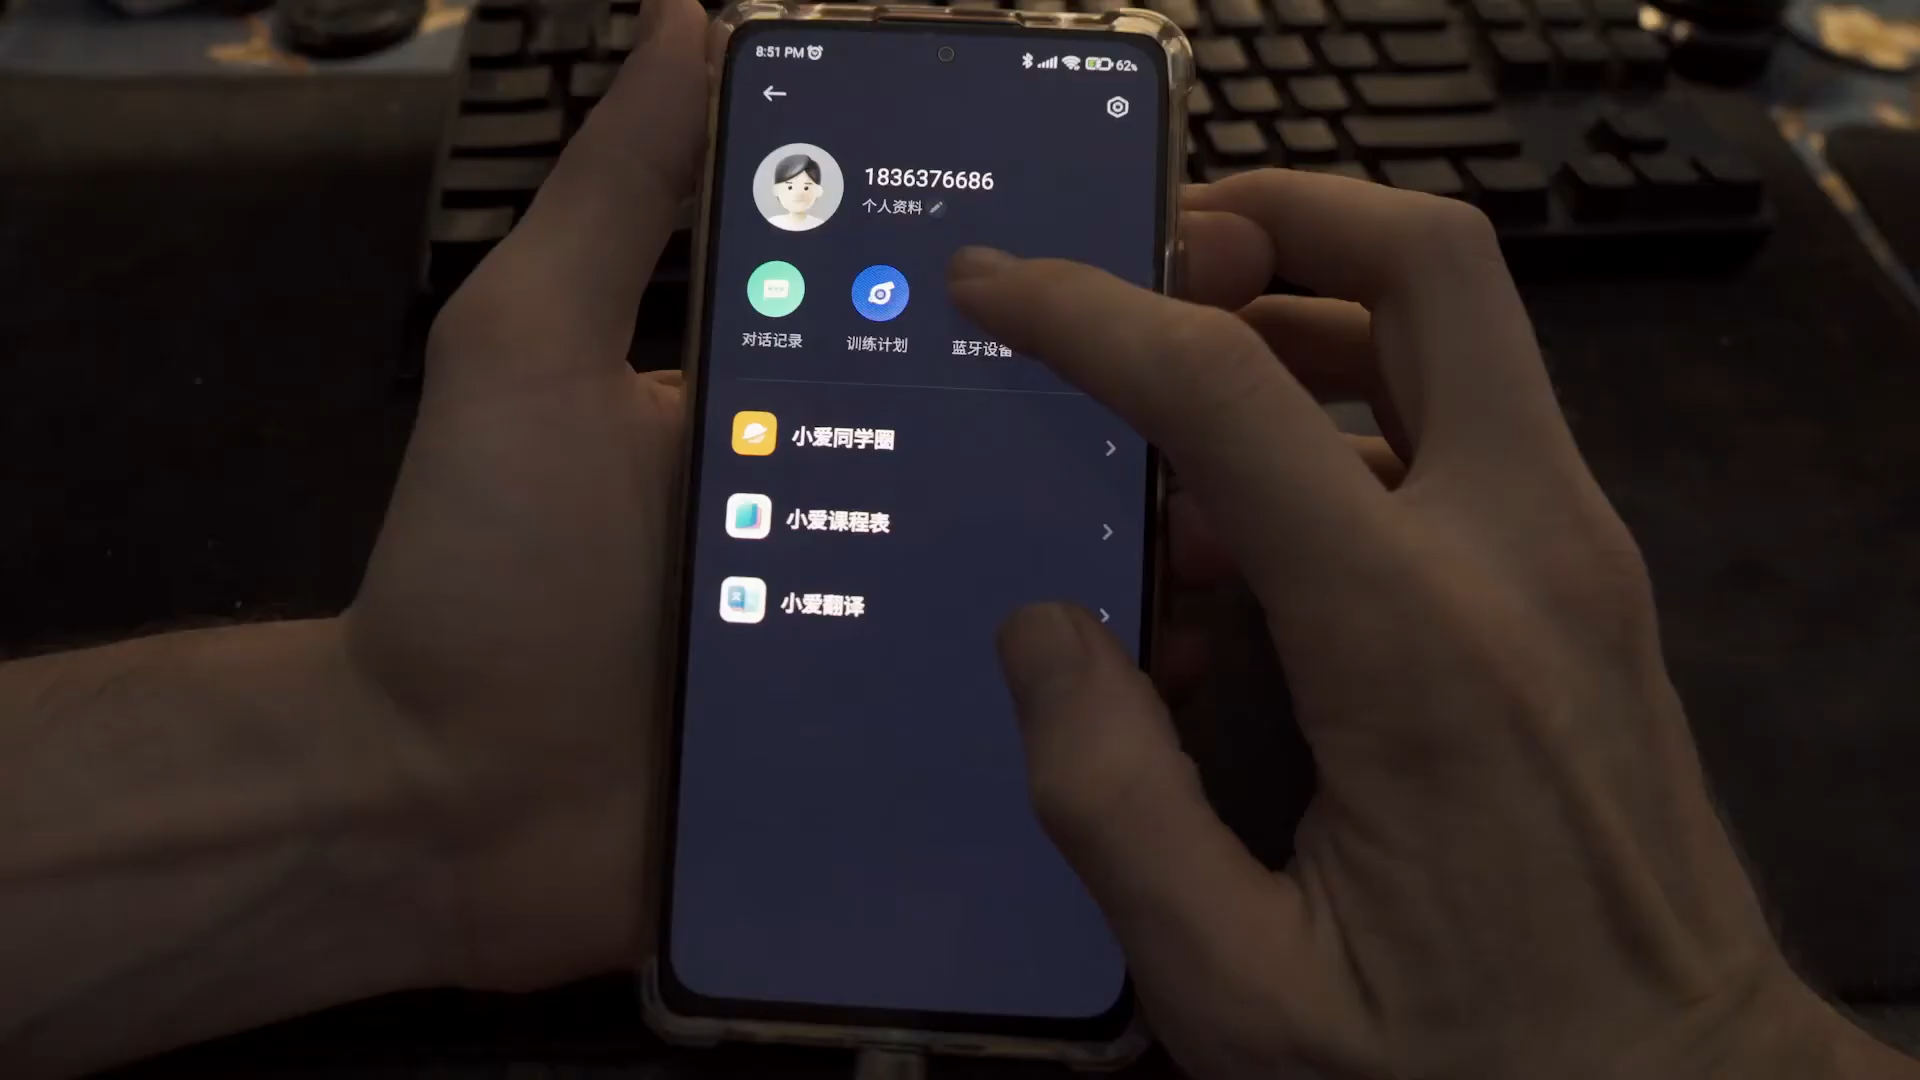 8:51 PM
62%
1836376686
个人资料
对话记录
训练计划
蓝牙设备
小爱同学圈
小爱课程表
小爱翻译